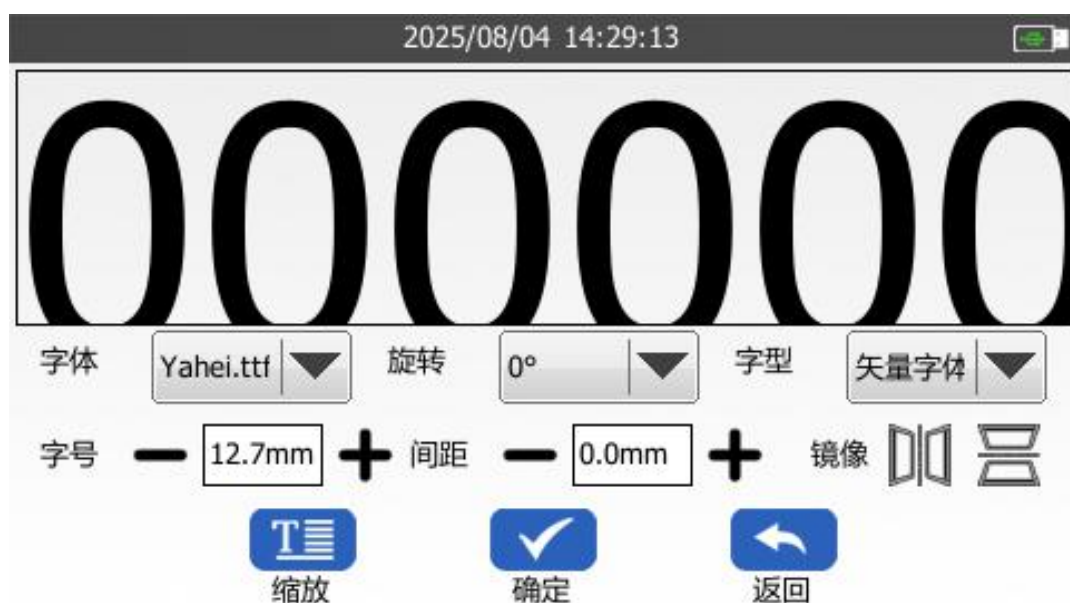 2025/08/04 14:29:13
000000
字体 Yahei.ttf 旋转 0° 字型 矢量字体
字号 12.7mm 间距 0.0mm 镜像
缩放 确定 返回